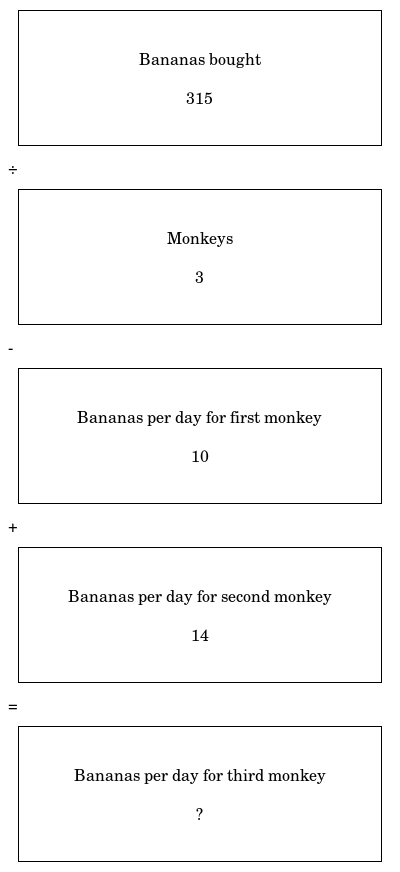 Bananas bought
315
÷
Monkeys
3
-
Bananas per day for first monkey
10
+
Bananas per day for second monkey
14
=
Bananas per day for third monkey
?